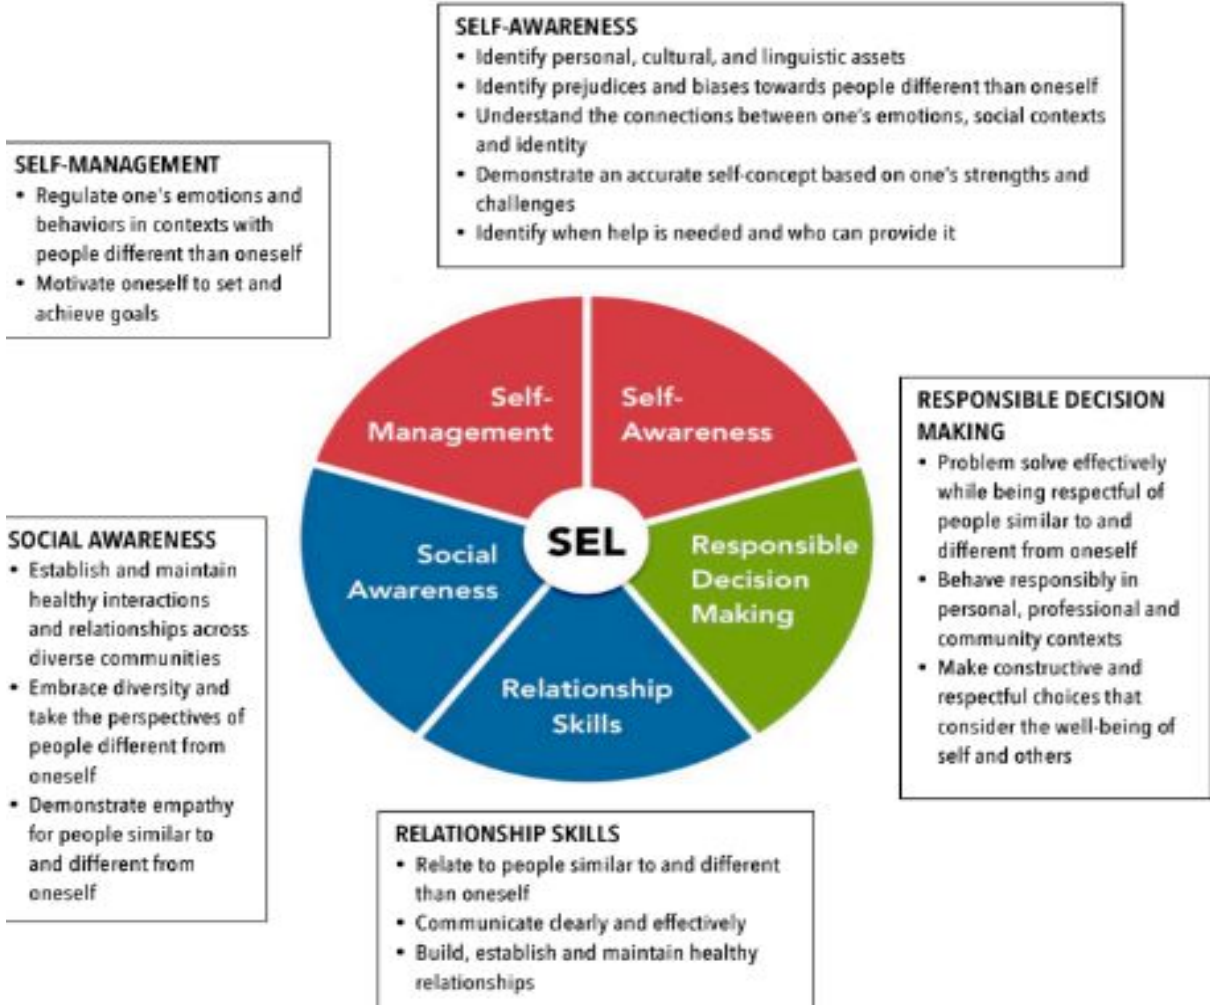 SELF-AWARENESS
• Identify personal, cultural, and linguistic assets
• Identify prejudices and biases towards people different than oneself
• Understand the connections between one's emotions, social contexts
and identity
• Demonstrate an accurate self-concept based on one's strengths and
challenges
• Identify when help is needed and who can provide it
SELF-MANAGEMENT
• Regulate one's emotions and
behaviors in contexts with
people different than oneself
• Motivate oneself to set and
achieve goals
Self-
Management
Self-
Awareness
SEL
Social
Awareness
Responsible
Decision
Making
Relationship
Skills
RESPONSIBLE DECISION
MAKING
• Problem solve effectively
while being respectful of
people similar to and
different from oneself
• Behave responsibly in
personal, professional and
community contexts
• Make constructive and
respectful choices that
consider the well-being of
self and others
SOCIAL AWARENESS
• Establish and maintain
healthy interactions
and relationships across
diverse communities
• Embrace diversity and
take the perspectives of
people different from
oneself
• Demonstrate empathy
for people similar to
and different from
oneself
RELATIONSHIP SKILLS
• Relate to people similar to and different
than oneself
• Communicate clearly and effectively
• Build, establish and maintain healthy
relationships